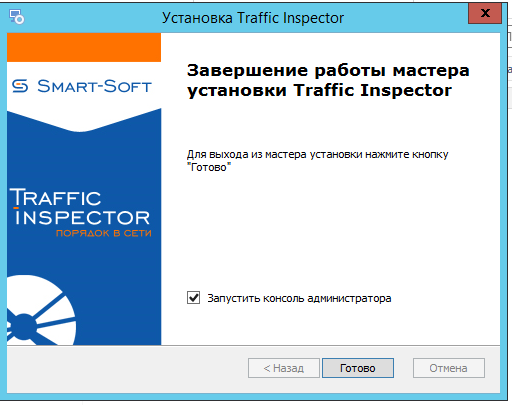 Установка Traffic Inspector
x
SMART-SOFT
Завершение работы мастера
установки Traffic Inspector
Для выхода из мастера установки нажмите кнопку
"Готово"
TRAFFIC
INSPECTOR
ПОРЯДОК В СЕТИ
Запустить консоль администратора
< Назад
Готово
Отмена